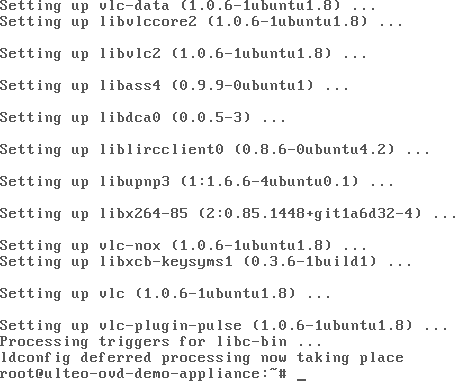 Setting up vlc-data (1.0.6-1ubuntu1.8) ...
Setting up libvlccore2 (1.0.6-1ubuntu1.8) ...
Setting up libvlc2 (1.0.6-1ubuntu1.8) ...
Setting up libass4 (0.9.9-0ubuntu1) ...
Setting up libdca0 (0.0.5-3) ...
Setting up liblircclient0 (0.8.6-0ubuntu4.2) ...
Setting up libupnp3 (1:1.6.6-4ubuntu0.1) ...
Setting up libx264-85 (2:0.85.1448+git1a6d32-4) ...
Setting up vlc-nox (1.0.6-1ubuntu1.8) ...
Setting up libxcb-keysyms1 (0.3.6-1build1) ...
Setting up vlc (1.0.6-1ubuntu1.8) ...
Setting up vlc-plugin-pulse (1.0.6-1ubuntu1.8) ...
Processing triggers for libc-bin ...
ldconfig deferred processing now taking place
root@ulteo-ovd-demo-appliance:~# _